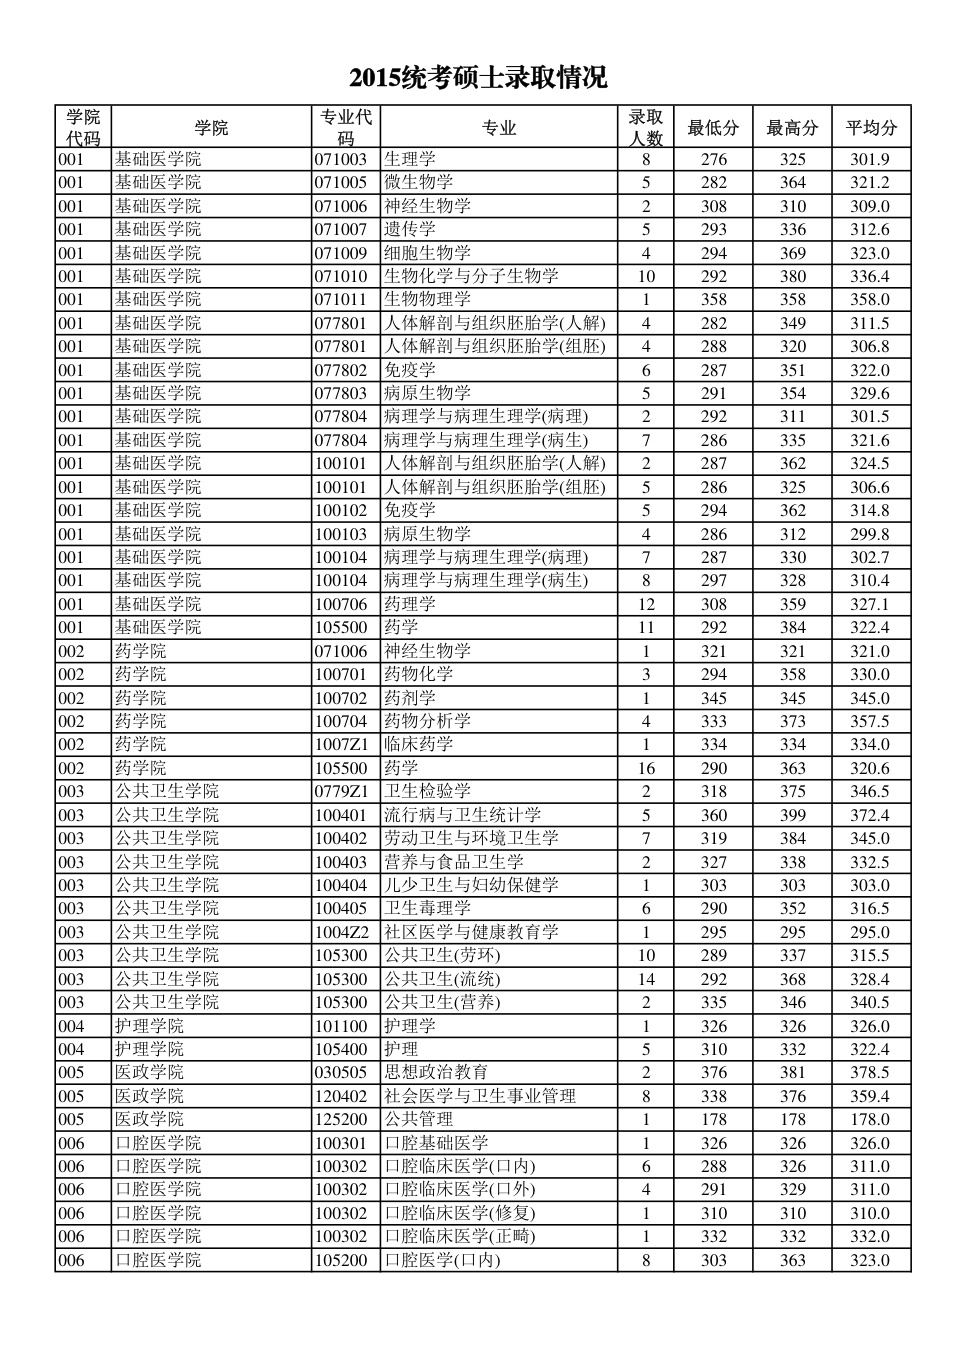 2015统考硕士录取情况
学院代码 学院 专业代码 专业 录取人数 最低分 最高分 平均分
001 基础医学院 071003 生理学 8 276 325 301.9
001 基础医学院 071005 微生物学 5 282 364 321.2
001 基础医学院 071006 神经生物学 2 308 310 309.0
001 基础医学院 071007 遗传学 5 293 336 312.6
001 基础医学院 071009 细胞生物学 4 294 369 323.0
001 基础医学院 071010 生物化学与分子生物学 10 292 380 336.4
001 基础医学院 071011 生物物理学 1 358 358 358.0
001 基础医学院 077801 人体解剖与组织胚胎学(人解) 4 282 349 311.5
001 基础医学院 077801 人体解剖与组织胚胎学(组胚) 4 288 320 306.8
001 基础医学院 077802 免疫学 6 287 351 322.0
001 基础医学院 077803 病原生物学 5 291 354 329.6
001 基础医学院 077804 病理学与病理生理学(病理) 2 292 311 301.5
001 基础医学院 077804 病理学与病理生理学(病生) 7 286 335 321.6
001 基础医学院 100101 人体解剖与组织胚胎学(人解) 2 287 362 324.5
001 基础医学院 100101 人体解剖与组织胚胎学(组胚) 5 286 325 306.6
001 基础医学院 100102 免疫学 5 294 362 314.8
001 基础医学院 100103 病原生物学 4 286 312 299.8
001 基础医学院 100104 病理学与病理生理学(病理) 7 287 330 302.7
001 基础医学院 100104 病理学与病理生理学(病生) 8 297 328 310.4
001 基础医学院 100706 药理学 12 308 359 327.1
001 基础医学院 105500 药学 11 292 384 322.4
002 药学院 071006 神经生物学 1 321 321 321.0
002 药学院 100701 药物化学 3 294 358 330.0
002 药学院 100702 药剂学 1 345 345 345.0
002 药学院 100704 药物分析学 4 333 373 357.5
002 药学院 1007Z1 临床药学 1 334 334 334.0
002 药学院 105500 药学 16 290 363 320.6
003 公共卫生学院 0779Z1 卫生检验学 2 318 375 346.5
003 公共卫生学院 100401 流行病与卫生统计学 5 360 399 372.4
003 公共卫生学院 100402 劳动卫生与环境卫生学 7 319 384 345.0
003 公共卫生学院 100403 营养与食品卫生学 2 327 338 332.5
003 公共卫生学院 100404 儿少卫生与妇幼保健学 1 303 303 303.0
003 公共卫生学院 100405 卫生毒理学 6 290 352 316.5
003 公共卫生学院 1004Z2 社区医学与健康教育学 1 295 295 295.0
003 公共卫生学院 105300 公共卫生(劳环) 10 289 337 315.5
003 公共卫生学院 105300 公共卫生(流统) 14 292 368 328.4
003 公共卫生学院 105300 公共卫生(营养) 2 335 346 340.5
004 护理学院 101100 护理学 1 326 326 326.0
004 护理学院 105400 护理 5 310 332 322.4
005 医政学院 030505 思想政治教育 2 376 381 378.5
005 医政学院 120402 社会医学与卫生事业管理 8 338 376 359.4
005 医政学院 125200 公共管理 1 178 178 178.0
006 口腔医学院 100301 口腔基础医学 1 326 326 326.0
006 口腔医学院 100302 口腔临床医学(口内) 6 288 326 311.0
006 口腔医学院 100302 口腔临床医学(口外) 4 291 329 311.0
006 口腔医学院 100302 口腔临床医学(修复) 1 310 310 310.0
006 口腔医学院 100302 口腔临床医学(正畸) 1 332 332 332.0
006 口腔医学院 105200 口腔医学(口内) 8 303 363 323.0